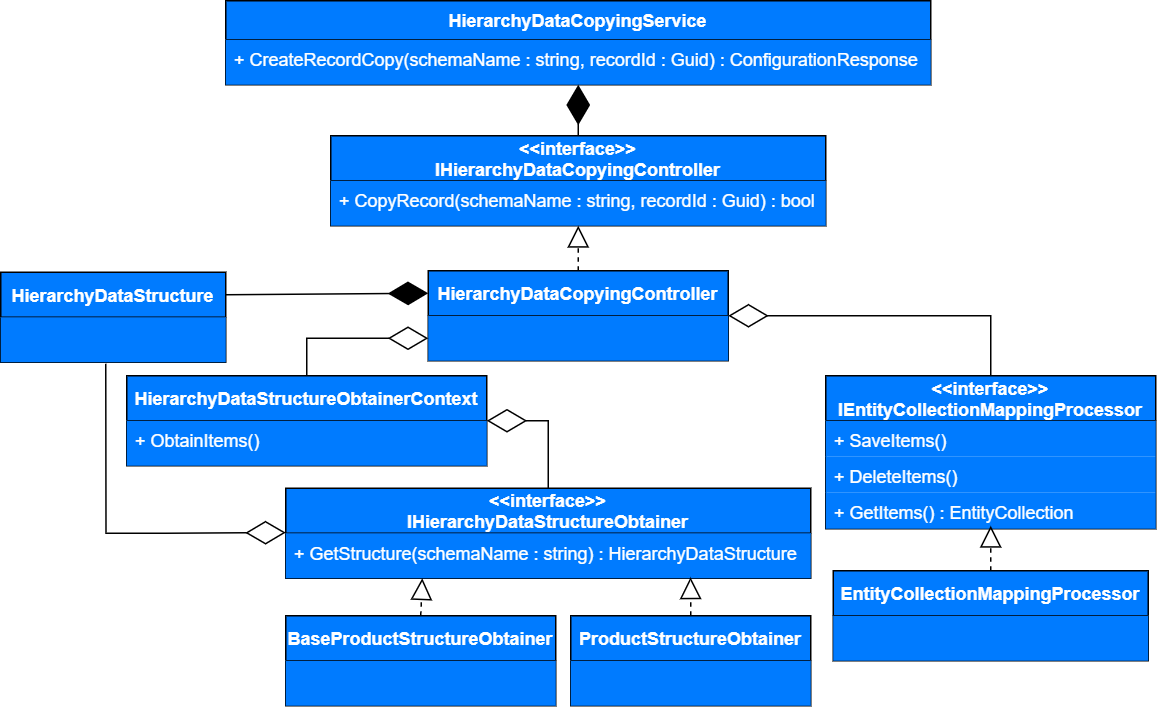 HierarchyDataCopyingService
+ CreateRecordCopy(schemaName : string, recordId : Guid) : ConfigurationResponse
<<interface>>
IHierarchyDataCopyingController
+ CopyRecord(schemaName : string, recordId : Guid) : bool
HierarchyDataStructure
HierarchyDataCopyingController
HierarchyDataStructureObtainerContext
+ ObtainItems()
<<interface>>
IEntityCollectionMappingProcessor
+ SaveItems()
+ DeleteItems()
+ GetItems() : EntityCollection
<<interface>>
IHierarchyDataStructureObtainer
+ GetStructure(schemaName : string) : HierarchyDataStructure
EntityCollectionMappingProcessor
BaseProductStructureObtainer
ProductStructureObtainer